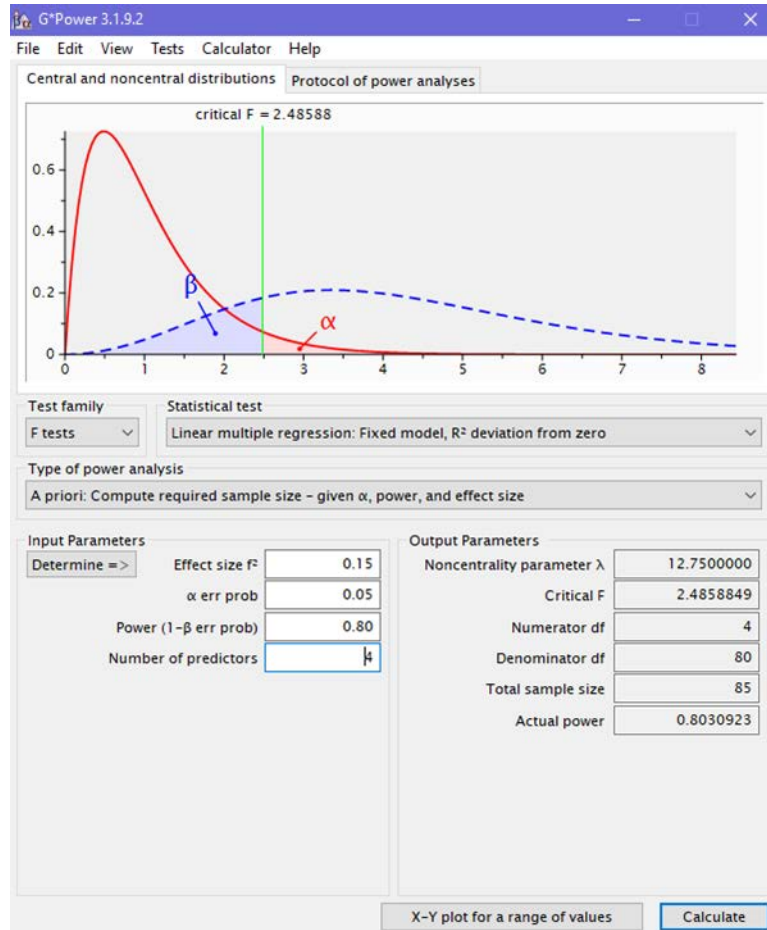 G*Power 3.1.9.2
File Edit View Tests Calculator Help
Central and noncentral distributions Protocol of power analyses
critical F = 2.48588
0.6
0.4
0.2
0
β
α
0 1 2 3 4 5 6 7 8
Test family Statistical test
F tests Linear multiple regression: Fixed model, R² deviation from zero
Type of power analysis
A priori: Compute required sample size - given α, power, and effect size
Input Parameters
Determine => Effect size f² 0.15
α err prob 0.05
Power (1-β err prob) 0.80
Number of predictors 4
Output Parameters
Noncentrality parameter λ 12.7500000
Critical F 2.4858849
Numerator df 4
Denominator df 80
Total sample size 85
Actual power 0.8030923
X-Y plot for a range of values Calculate